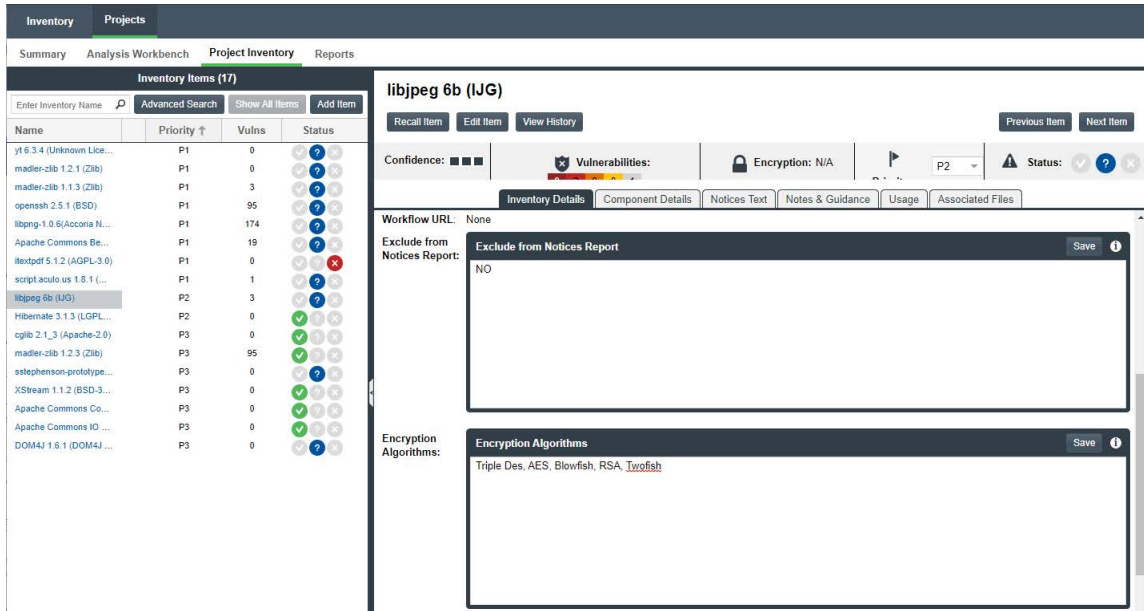 Inventory Projects
Summary Analysis Workbench Project Inventory Reports
Inventory Items (17)
Enter Inventory Name Advanced Search Show All Items Add Item
Name Priority Vulns Status
yt 6.3.4 (Unknown Lice... P1 0
madler-zlib 1.2.1 (Zlib) P1 0
madler-zlib 1.1.3 (Zlib) P1 3
openssh 2.5.1 (BSD) P1 95
libpng-1.0.6(Accoria N... P1 174
Apache Commons Be... P1 19
itextpdf 5.1.2 (AGPL-3.0) P1 0
script.aculo.us 1.8.1 (... P1 1
libjpeg 6b (IJG) P2 3
Hibernate 3.1.3 (LGPL... P2 0
cglib 2.1_3 (Apache-2.0) P3 0
madler-zlib 1.2.3 (Zlib) P3 95
sstephenson-prototype... P3 0
XStream 1.1.2 (BSD-3... P3 0
Apache Commons Co... P3 0
Apache Commons IO ... P3 0
DOM4J 1.6.1 (DOM4J ... P3 0
libjpeg 6b (IJG)
Recall Item Edit Item View History Previous Item Next Item
Confidence: Vulnerabilities: Encryption: N/A P2 Status:
Inventory Details Component Details Notices Text Notes & Guidance Usage Associated Files
Workflow URL: None
Exclude from Notices Report:
Exclude from Notices Report Save
NO
Encryption Algorithms:
Encryption Algorithms Save
Triple Des, AES, Blowfish, RSA, Twofish